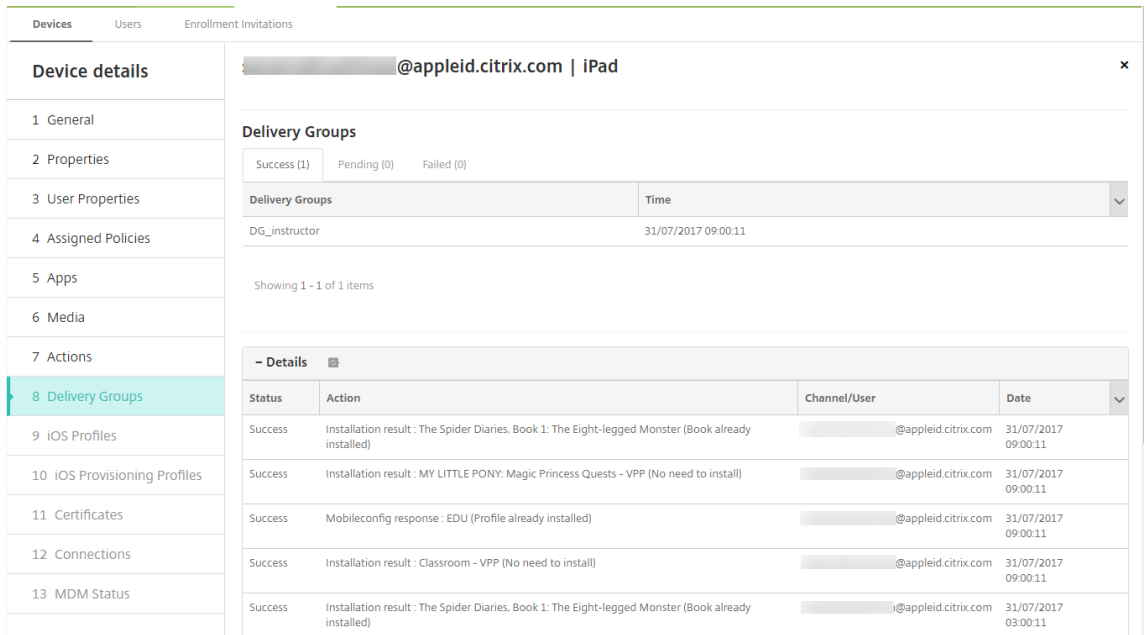 Devices Users Enrollment Invitations
Device details
@appleid.citrix.com | iPad
1 General
2 Properties
3 User Properties
4 Assigned Policies
5 Apps
6 Media
7 Actions
8 Delivery Groups
9 iOS Profiles
10 iOS Provisioning Profiles
11 Certificates
12 Connections
13 MDM Status
Delivery Groups
Success (1) Pending (0) Failed (0)
Delivery Groups Time
DG_instructor 31/07/2017 09:00:11
Showing 1 - 1 of 1 items
– Details
Status Action Channel/User Date
Success Installation result : The Spider Diaries, Book 1: The Eight-legged Monster (Book already @appleid.citrix.com 31/07/2017
installed) 09:00:11
Success Installation result : MY LITTLE PONY: Magic Princess Quests - VPP (No need to install) @appleid.citrix.com 31/07/2017
09:00:11
Success Mobileconfig response : EDU (Profile already installed) @appleid.citrix.com 31/07/2017
09:00:11
Success Installation result : Classroom - VPP (No need to install) @appleid.citrix.com 31/07/2017
09:00:11
Success Installation result : The Spider Diaries, Book 1: The Eight-legged Monster (Book already @appleid.citrix.com 31/07/2017
installed) 03:00:11